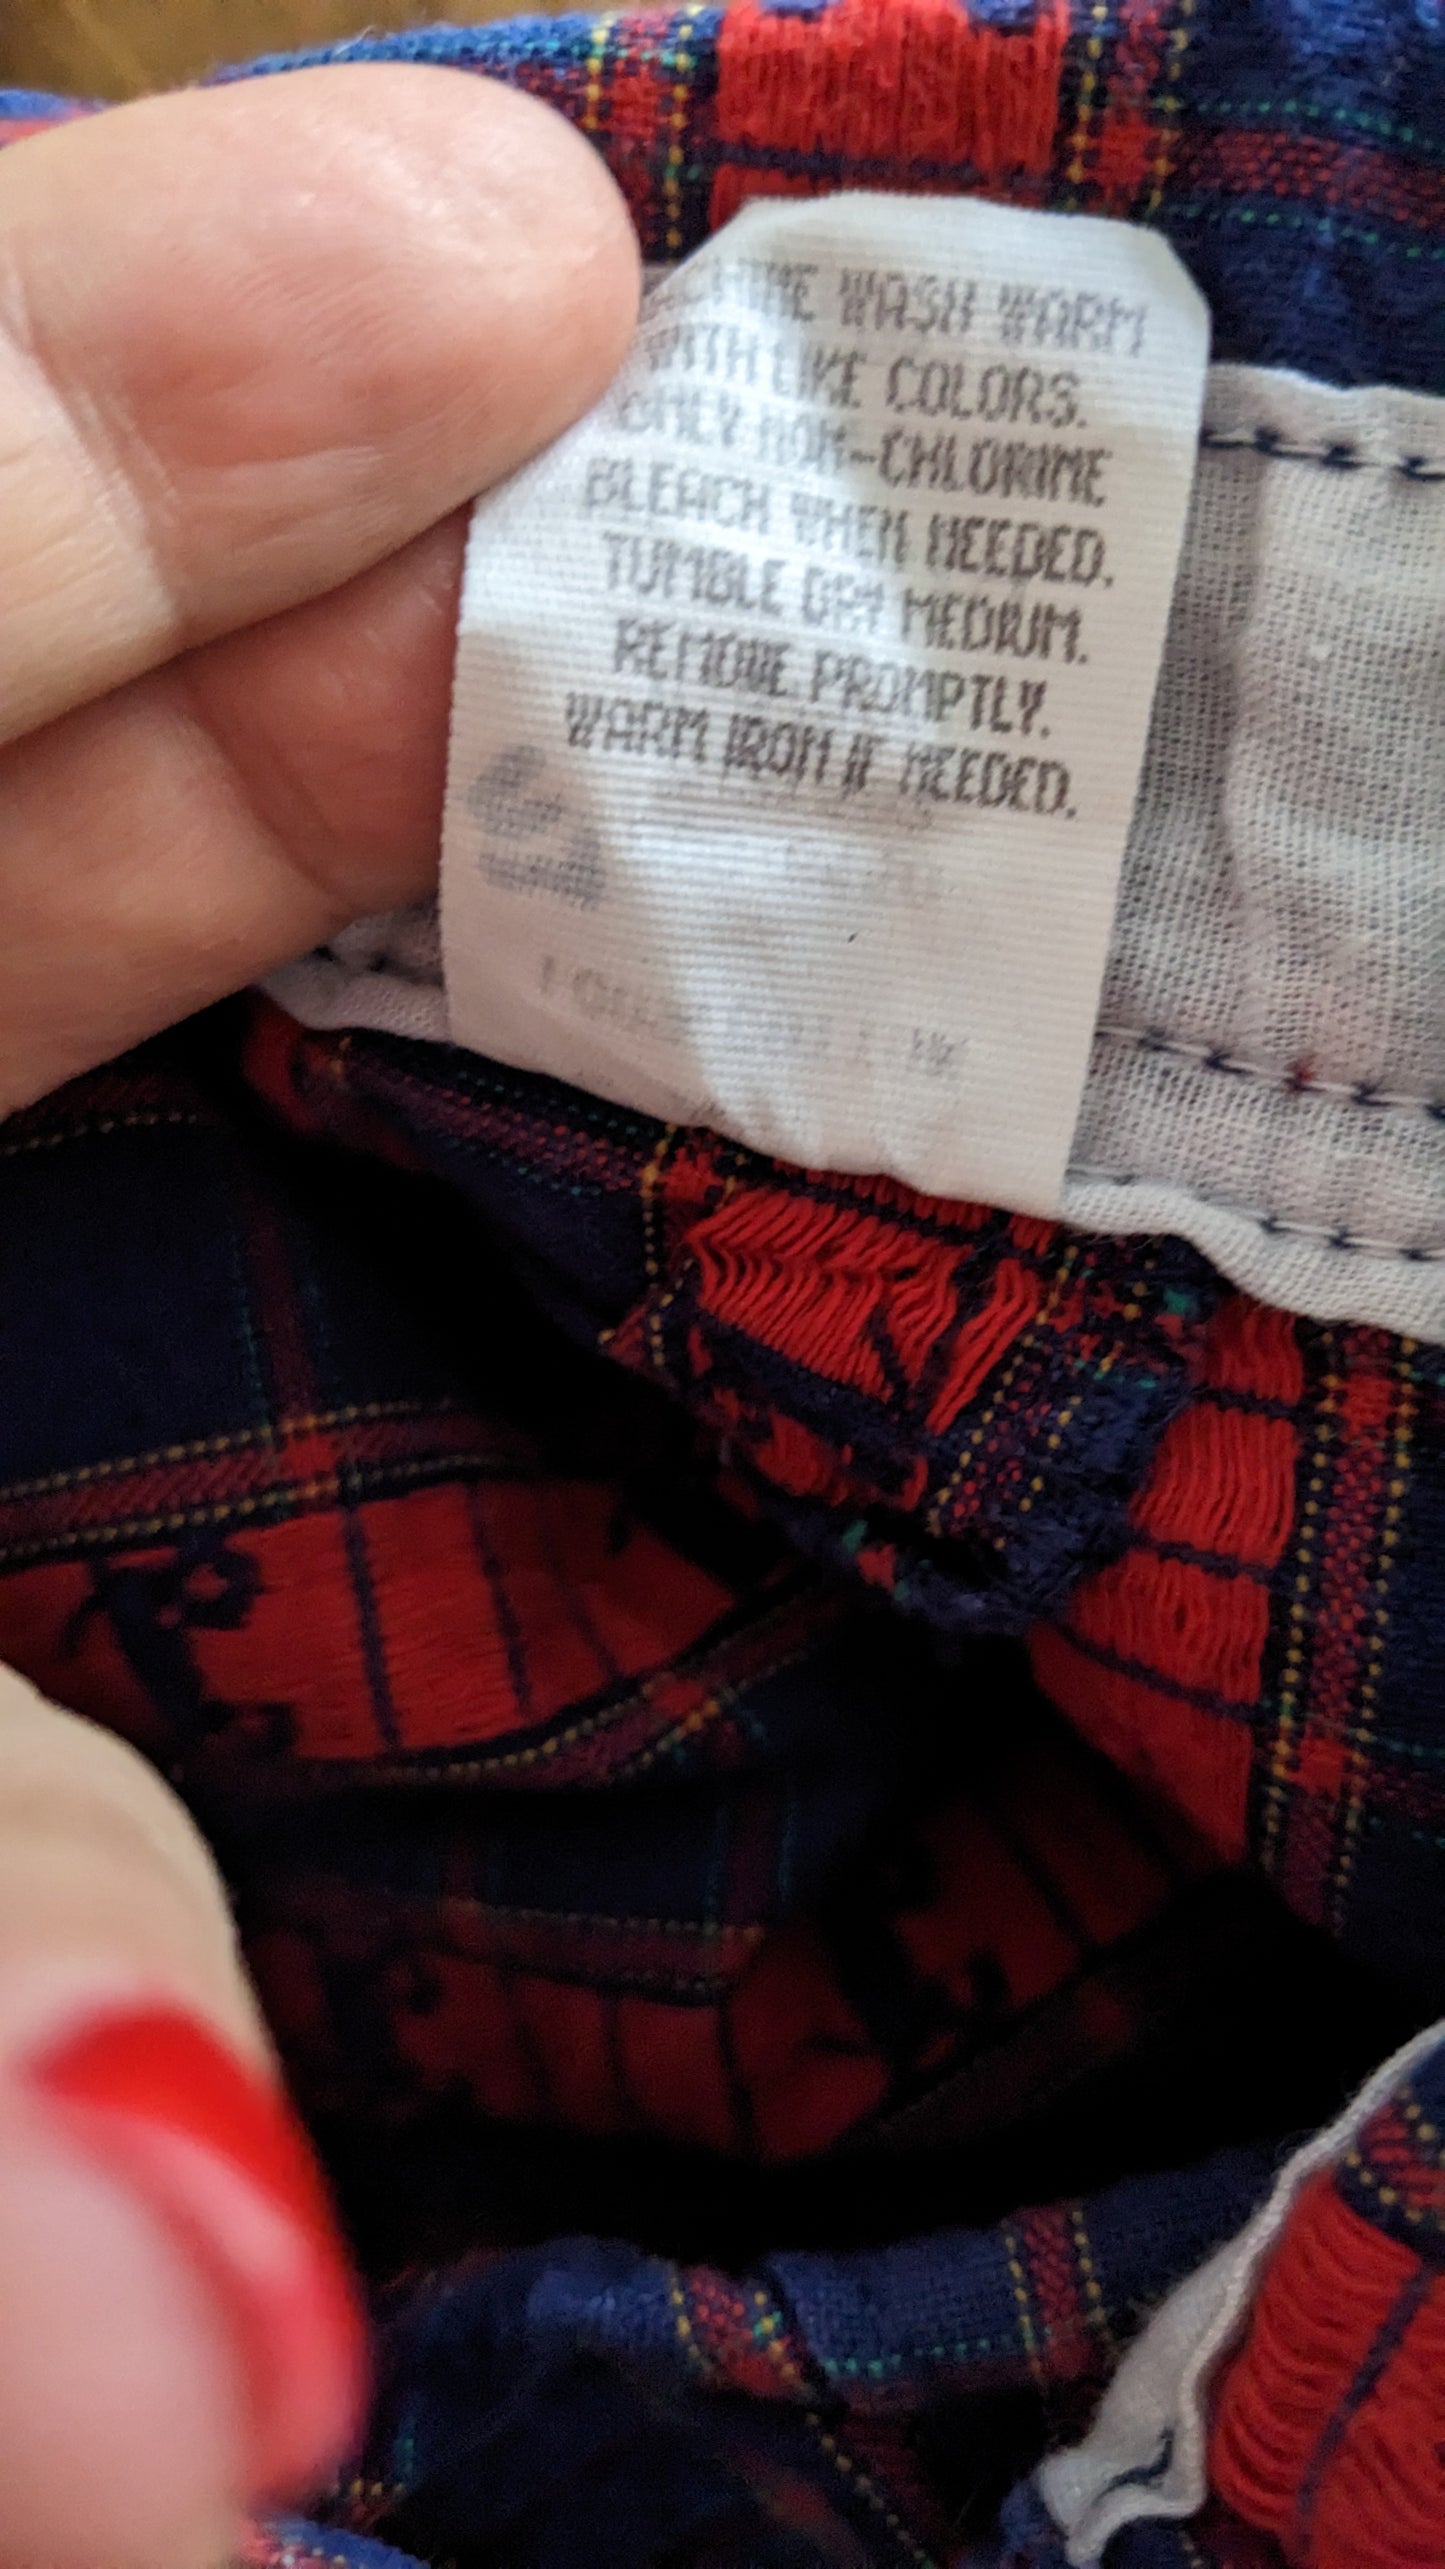 WASH WARM
WITH LIKE COLORS.
ONLY NON-CHLORINE
BLEACH WHEN NEEDED.
TUMBLE DRY MEDIUM.
REMOVE PROMPTLY.
WARM IRON IF NEEDED.